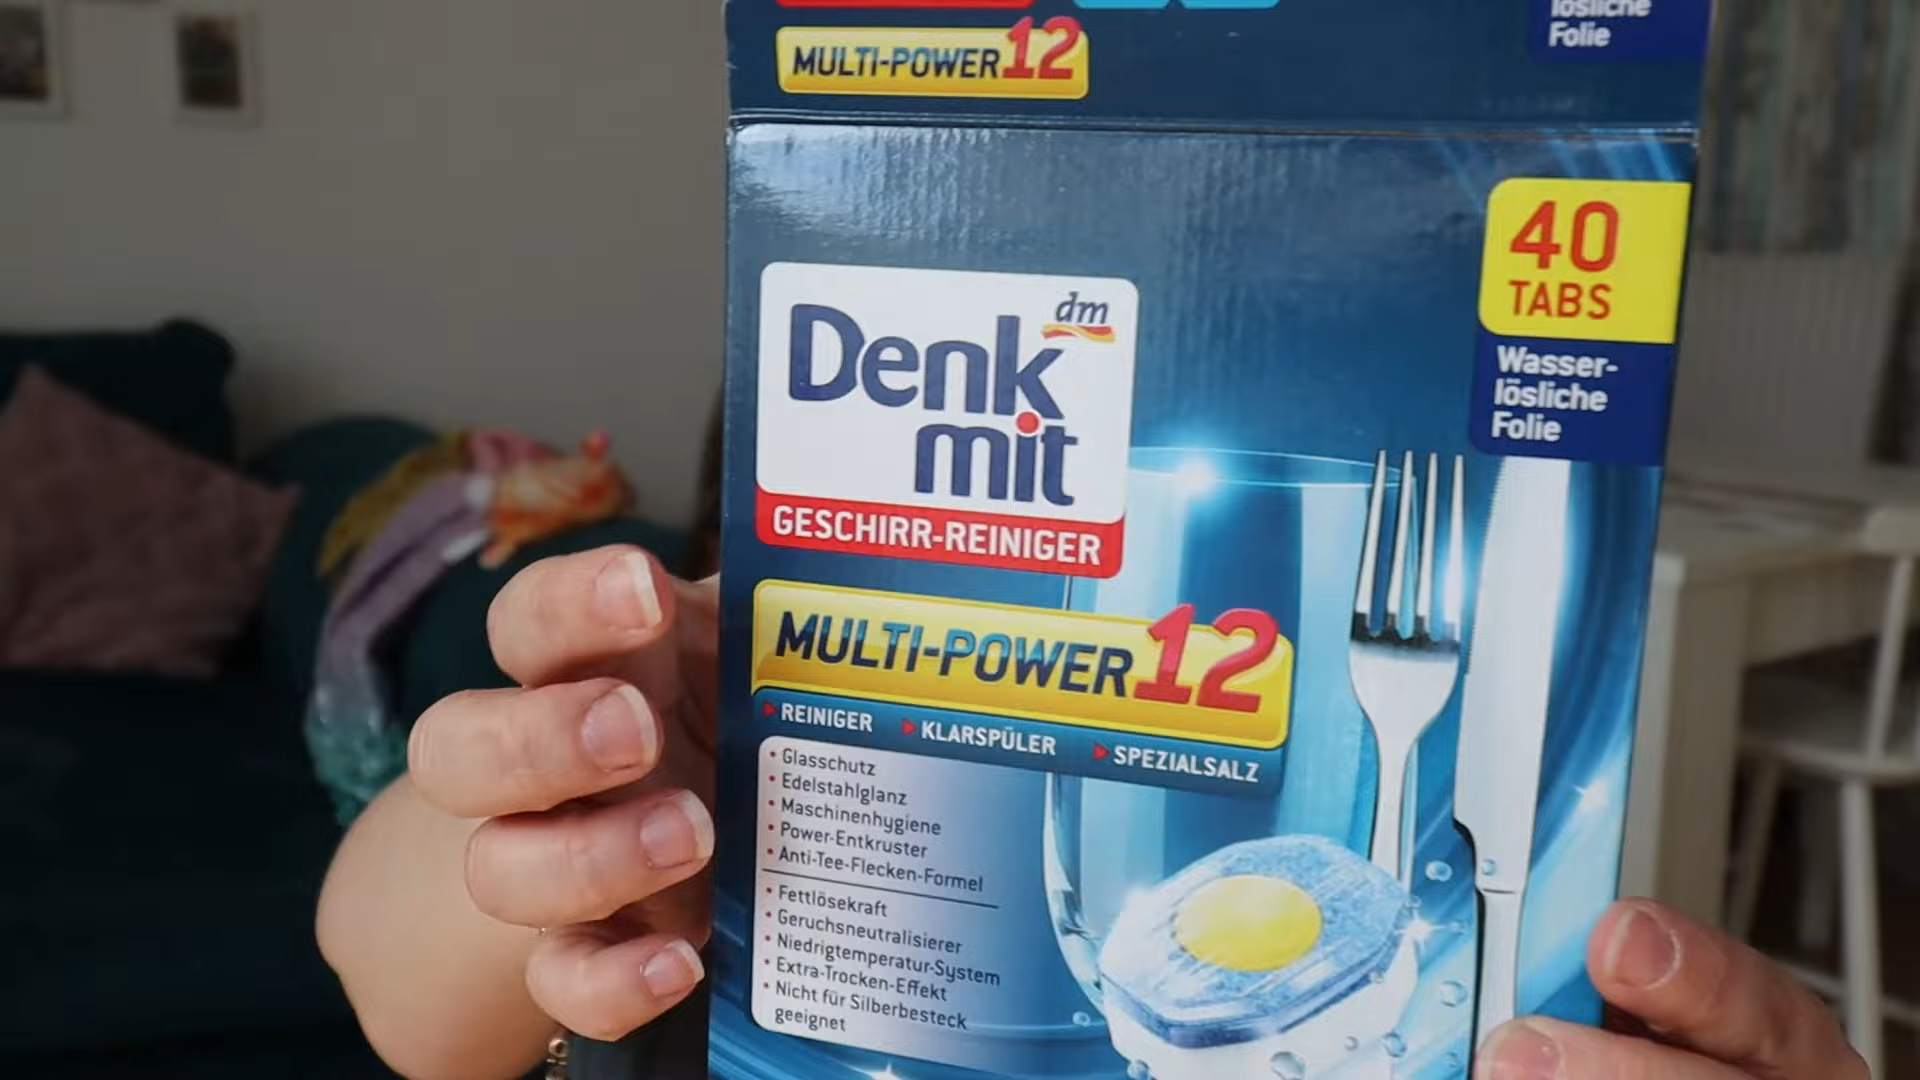 MULTI-POWER 12
lösliche
Folie
40
TABS
Wasser-
lösliche
Folie
dm
Denk
mit
GESCHIRR-REINIGER
MULTI-POWER 12
REINIGER KLARSPÜLER SPEZIALSALZ
• Glasschutz
• Edelstahlglanz
• Maschinenhygiene
• Power-Entkruster
• Anti-Tee-Flecken-Formel
• Fettlösekraft
• Geruchsneutralisierer
• Niedrigtemperatur-System
• Extra-Trocken-Effekt
• Nicht für Silberbesteck
geeignet